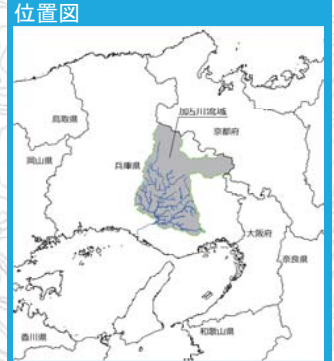 位置図
鳥取県
岡山県
兵庫県
加古川流域
京都府
大阪府
奈良県
香川県
和歌山県